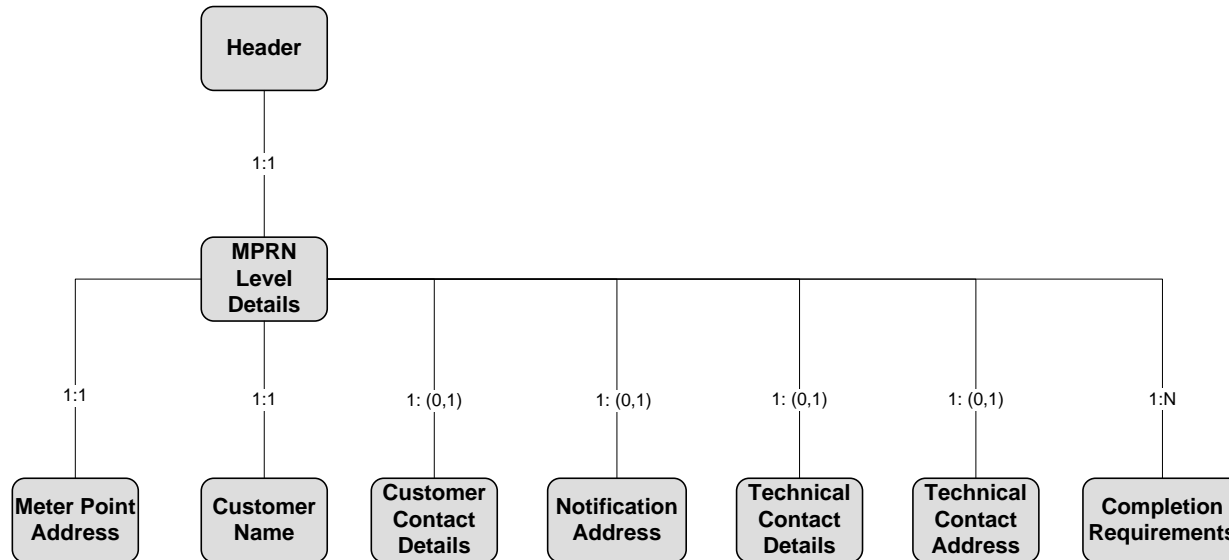 Header
1:1
MPRN
Level
Details
1:1
1:1
1: (0,1)
1: (0,1)
1: (0,1)
1: (0,1)
1:N
Meter Point
Address
Customer
Name
Customer
Contact
Details
Notification
Address
Technical
Contact
Details
Technical
Contact
Address
Completion
Requirements